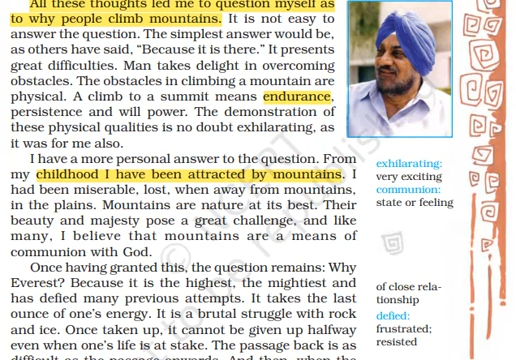 All these thoughts led me to question myself as
to why people climb mountains. It is not easy to
answer the question. The simplest answer would be,
as others have said, “Because it is there.” It presents
great difficulties. Man takes delight in overcoming
obstacles. The obstacles in climbing a mountain are
physical. A climb to a summit means endurance,
persistence and will power. The demonstration of
these physical qualities is no doubt exhilarating, as
it was for me also.
I have a more personal answer to the question. From
my childhood I have been attracted by mountains. I
had been miserable, lost, when away from mountains,
in the plains. Mountains are nature at its best. Their
beauty and majesty pose a great challenge, and like
many, I believe that mountains are a means of
communion with God.
Once having granted this, the question remains: Why
Everest? Because it is the highest, the mightiest and
has defied many previous attempts. It takes the last
ounce of one’s energy. It is a brutal struggle with rock
and ice. Once taken up, it cannot be given up halfway
even when one’s life is at stake. The passage back is as
difficult as the passage onwards. And then, when the
exhilarating:
very exciting
communion:
state or feeling
of close rela-
tionship
defied:
frustrated;
resisted